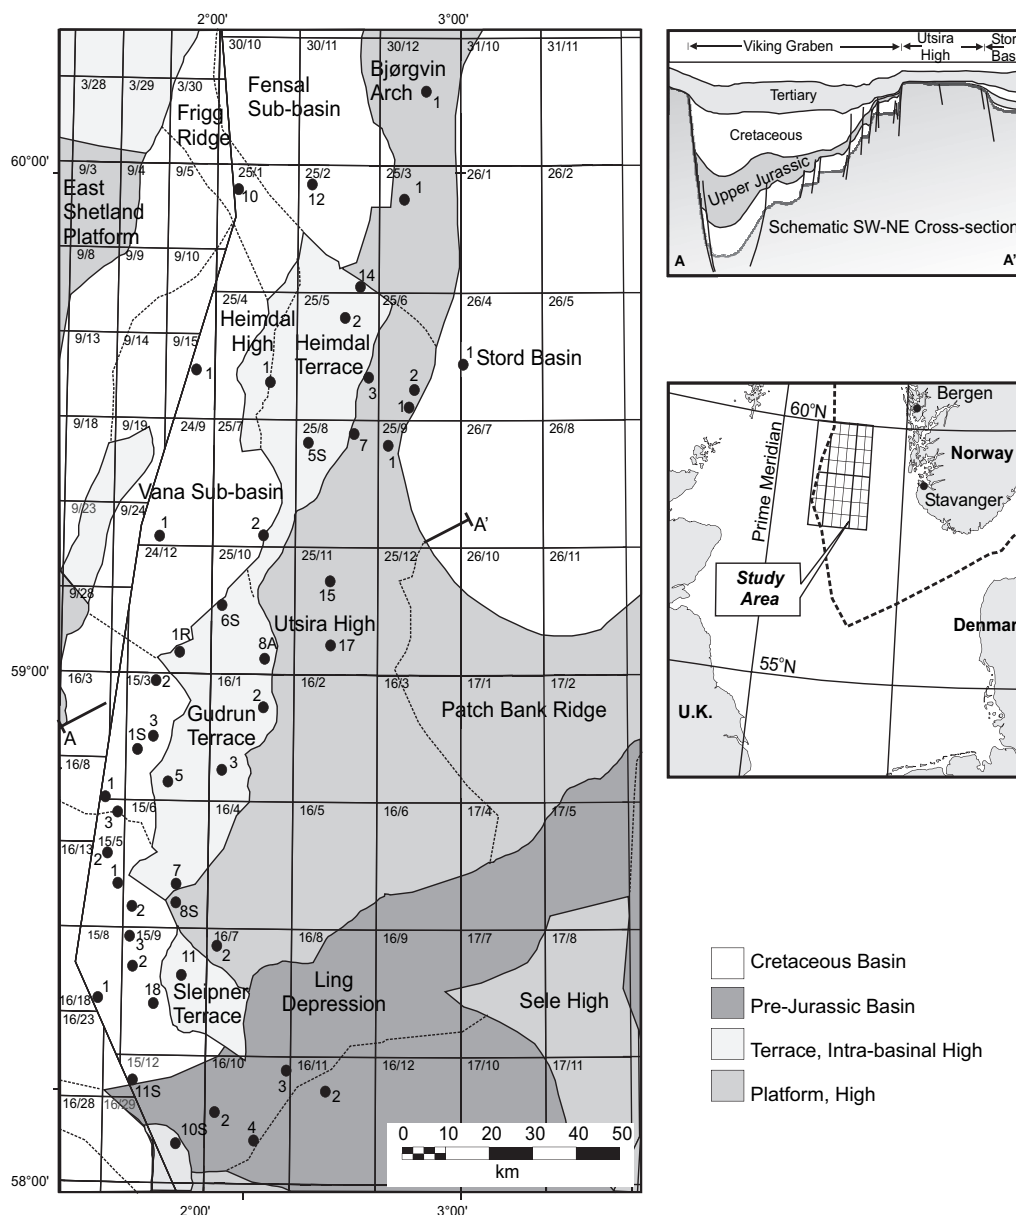 2°00'
3°00'
30/10
30/11
30/12
31/10
31/11
3/28
3/29
3/30
Fensal
Sub-basin
Bjørgvin
Arch
1
Frigg
Ridge
60°00'
9/3
9/4
9/5
25/1
25/2
25/3
26/1
26/2
10
12
1
East
Shetland
Platform
9/8
9/9
9/10
14
25/4
25/5
25/6
26/4
26/5
Heimdal
High
2
Heimdal
Terrace
9/13
9/14
9/15
1
1
3
2
1
1
Stord Basin
9/18
9/19
24/9
25/7
25/8
25/9
26/7
26/8
5S
7
1
Vana Sub-basin
9/23
9/24
1
2
A'
24/12
25/10
25/11
25/12
26/10
26/11
9/28
15
6S
Utsira High
1R
8A
17
59°00'
16/3
15/3
2
16/1
16/2
16/3
17/1
17/2
2
Gudrun
Terrace
Patch Bank Ridge
A
3
1S
16/8
5
3
1
15/6
16/4
16/5
16/6
17/4
17/5
3
16/13
15/5
2
1
7
2
8S
15/8
15/9
16/7
16/8
16/9
17/7
17/8
3
2
2
11
Sleipner
Terrace
18
1
Ling
Depression
Sele High
16/18
16/23
15/12
16/10
16/11
16/12
17/10
17/11
11S
3
2
16/28
16/29
2
10S
4
0 10 20 30 40 50
km
58°00'
2°00'
3°00'
Viking Graben
Utsira
High
Stor
Bas
Tertiary
Cretaceous
Upper Jurassic
Schematic SW-NE Cross-section
A
A'
60°N
Bergen
Prime Meridian
Norway
Stavanger
Study
Area
Denmar
55°N
U.K.
Cretaceous Basin
Pre-Jurassic Basin
Terrace, Intra-basinal High
Platform, High